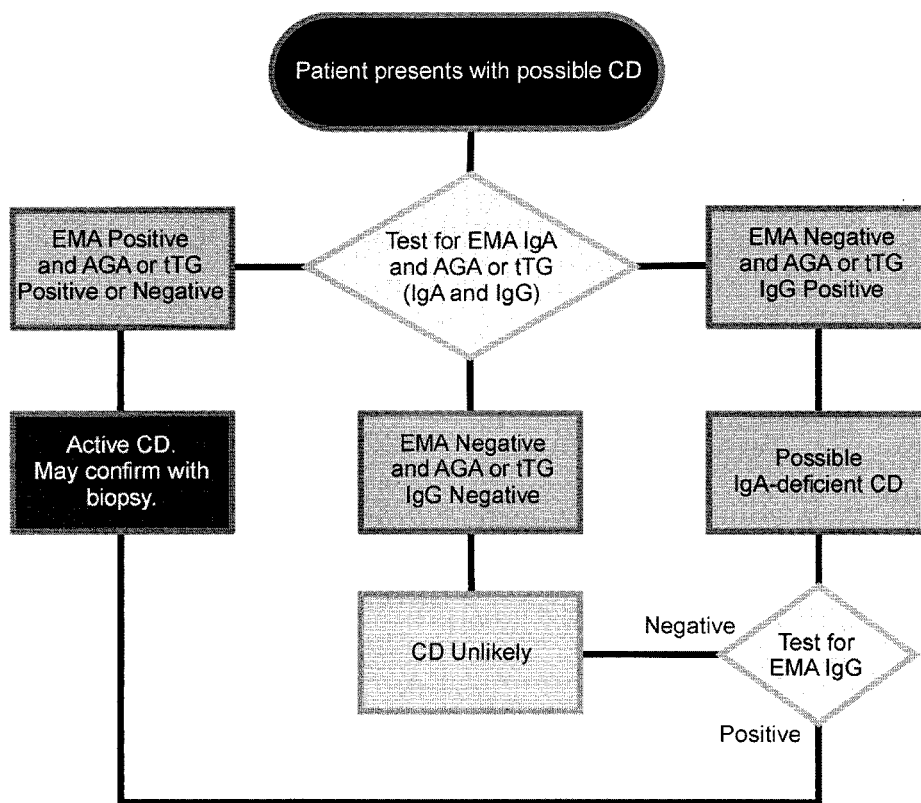 Patient presents with possible CD
Test for EMA IgA
and AGA or tTG
(IgA and IgG)
EMA Positive
and AGA or tTG
Positive or Negative
EMA Negative
and AGA or tTG
IgG Positive
Active CD.
May confirm with
biopsy.
EMA Negative
and AGA or tTG
IgG Negative
Possible
IgA-deficient CD
CD Unlikely
Negative
Test for
EMA IgG
Positive